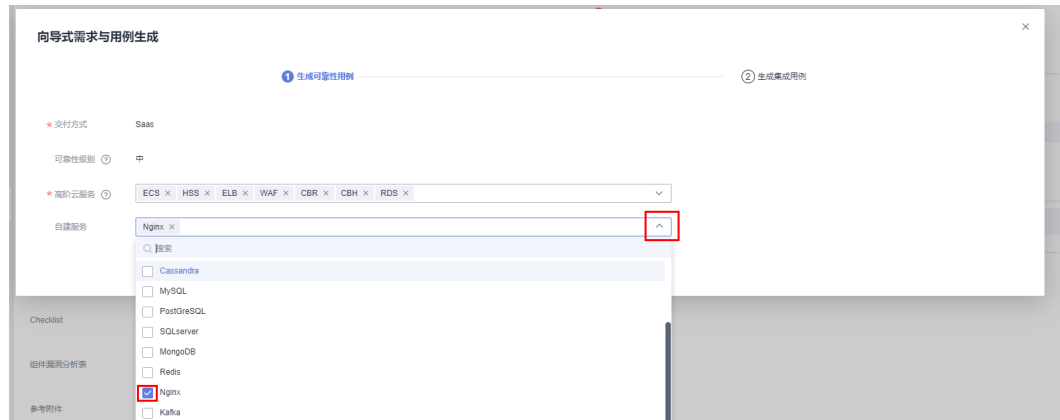 向导式需求与用例生成
1 生成可靠性用例
2 生成集成用例
* 交付方式 Saas
可靠性级别 ? 中
* 高阶云服务 ? ECS × HSS × ELB × WAF × CBR × CBH × RDS ×
自建服务 Nginx ×
搜索
Cassandra
MySQL
PostGreSQL
SQLserver
MongoDB
Redis
Nginx
Kafka
Checklist
组件漏洞分析表
参考附件